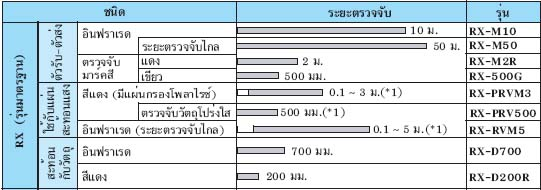 ชนิด ระยะตรวจจับ รุ่น
RX (รุ่นมาตรฐาน)
ตัวรับ-ตัวส่ง
อินฟราเรด 10 ม. RX-M10
ระยะตรวจจับไกล 50 ม. RX-M50
ตรวจจับ
มาร์คสี
แดง 2 ม. RX-M2R
เขียว 500 มม. RX-500G
ใช้กับแผ่น
สะท้อนแสง
สีแดง (มีแผ่นกรองโพลาไรซ์) 0.1 ~ 3 ม.(*1) RX-PRVM3
ตรวจจับวัตถุโปร่งใส 500 มม.(*1) RX-PRV500
อินฟราเรด (ระยะตรวจจับไกล) 0.1 ~ 5 ม.(*1) RX-RVM5
สะท้อน
กับวัตถุ
อินฟราเรด 700 มม. RX-D700
สีแดง 200 มม. RX-D200R